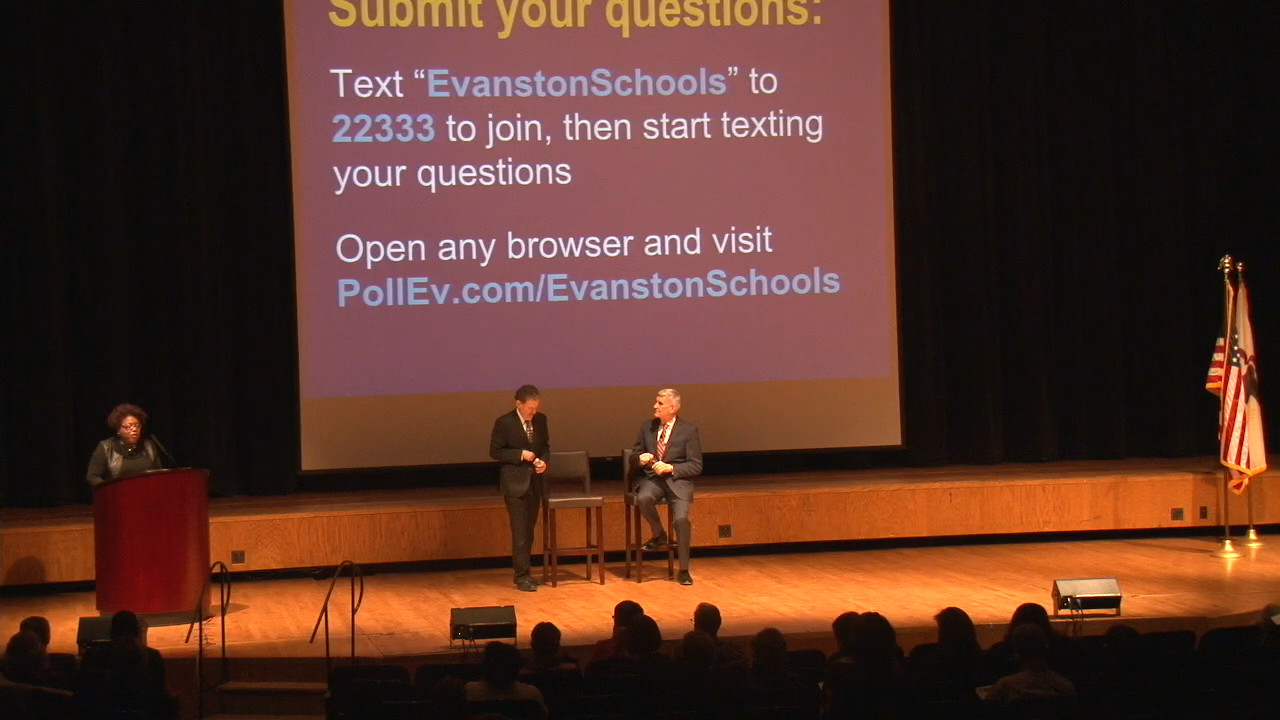 Submit your questions:
Text “EvanstonSchools” to
22333 to join, then start texting
your questions
Open any browser and visit
PollEv.com/EvanstonSchools